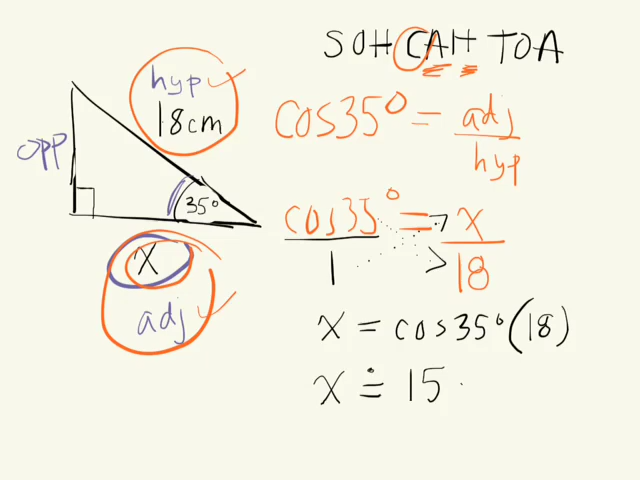 SOH CAH TOA
hyp
18cm
opp
35°
x
adj
cos35° = adj
hyp
cos35° = x
1 18
x = cos35°(18)
x ≐ 15